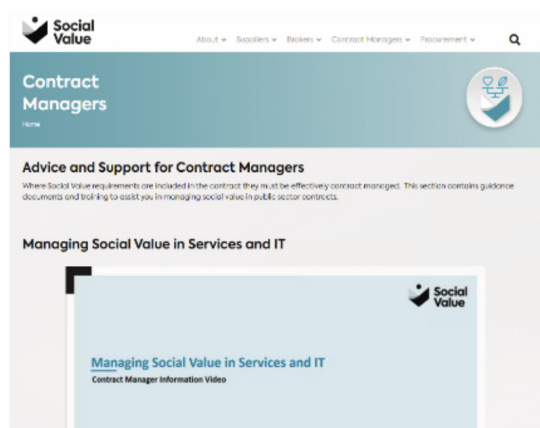 Social
Value
About
Suppliers
Brokers
Contract Managers
Procurement
Contract
Managers
Home
Advice and Support for Contract Managers
Where Social Value requirements are included in the contract they must be effectively contract managed. This section contains guidance
documents and training to assist you in managing social value in public sector contracts.
Managing Social Value in Services and IT
Social
Value
Managing Social Value in Services and IT
Contract Manager Information Video